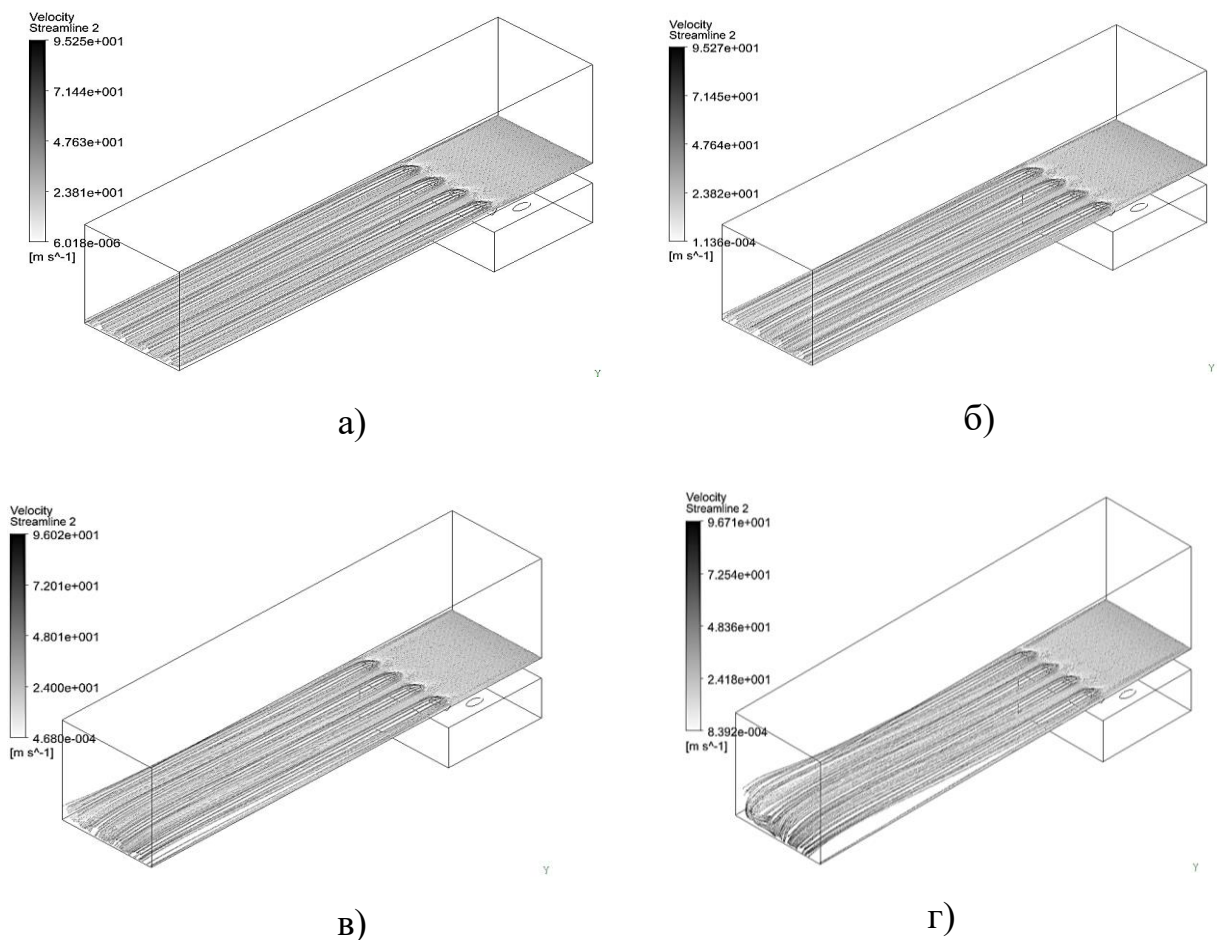 Velocity
Streamline 2
9.525e+001
7.144e+001
4.763e+001
2.381e+001
6.018e-006
[m s^-1]
Y
а)
Velocity
Streamline 2
9.527e+001
7.145e+001
4.764e+001
2.382e+001
1.136e-004
[m s^-1]
Y
б)
Velocity
Streamline 2
9.602e+001
7.201e+001
4.801e+001
2.400e+001
4.680e-004
[m s^-1]
Y
в)
Velocity
Streamline 2
9.671e+001
7.254e+001
4.836e+001
2.418e+001
8.392e-004
[m s^-1]
Y
г)